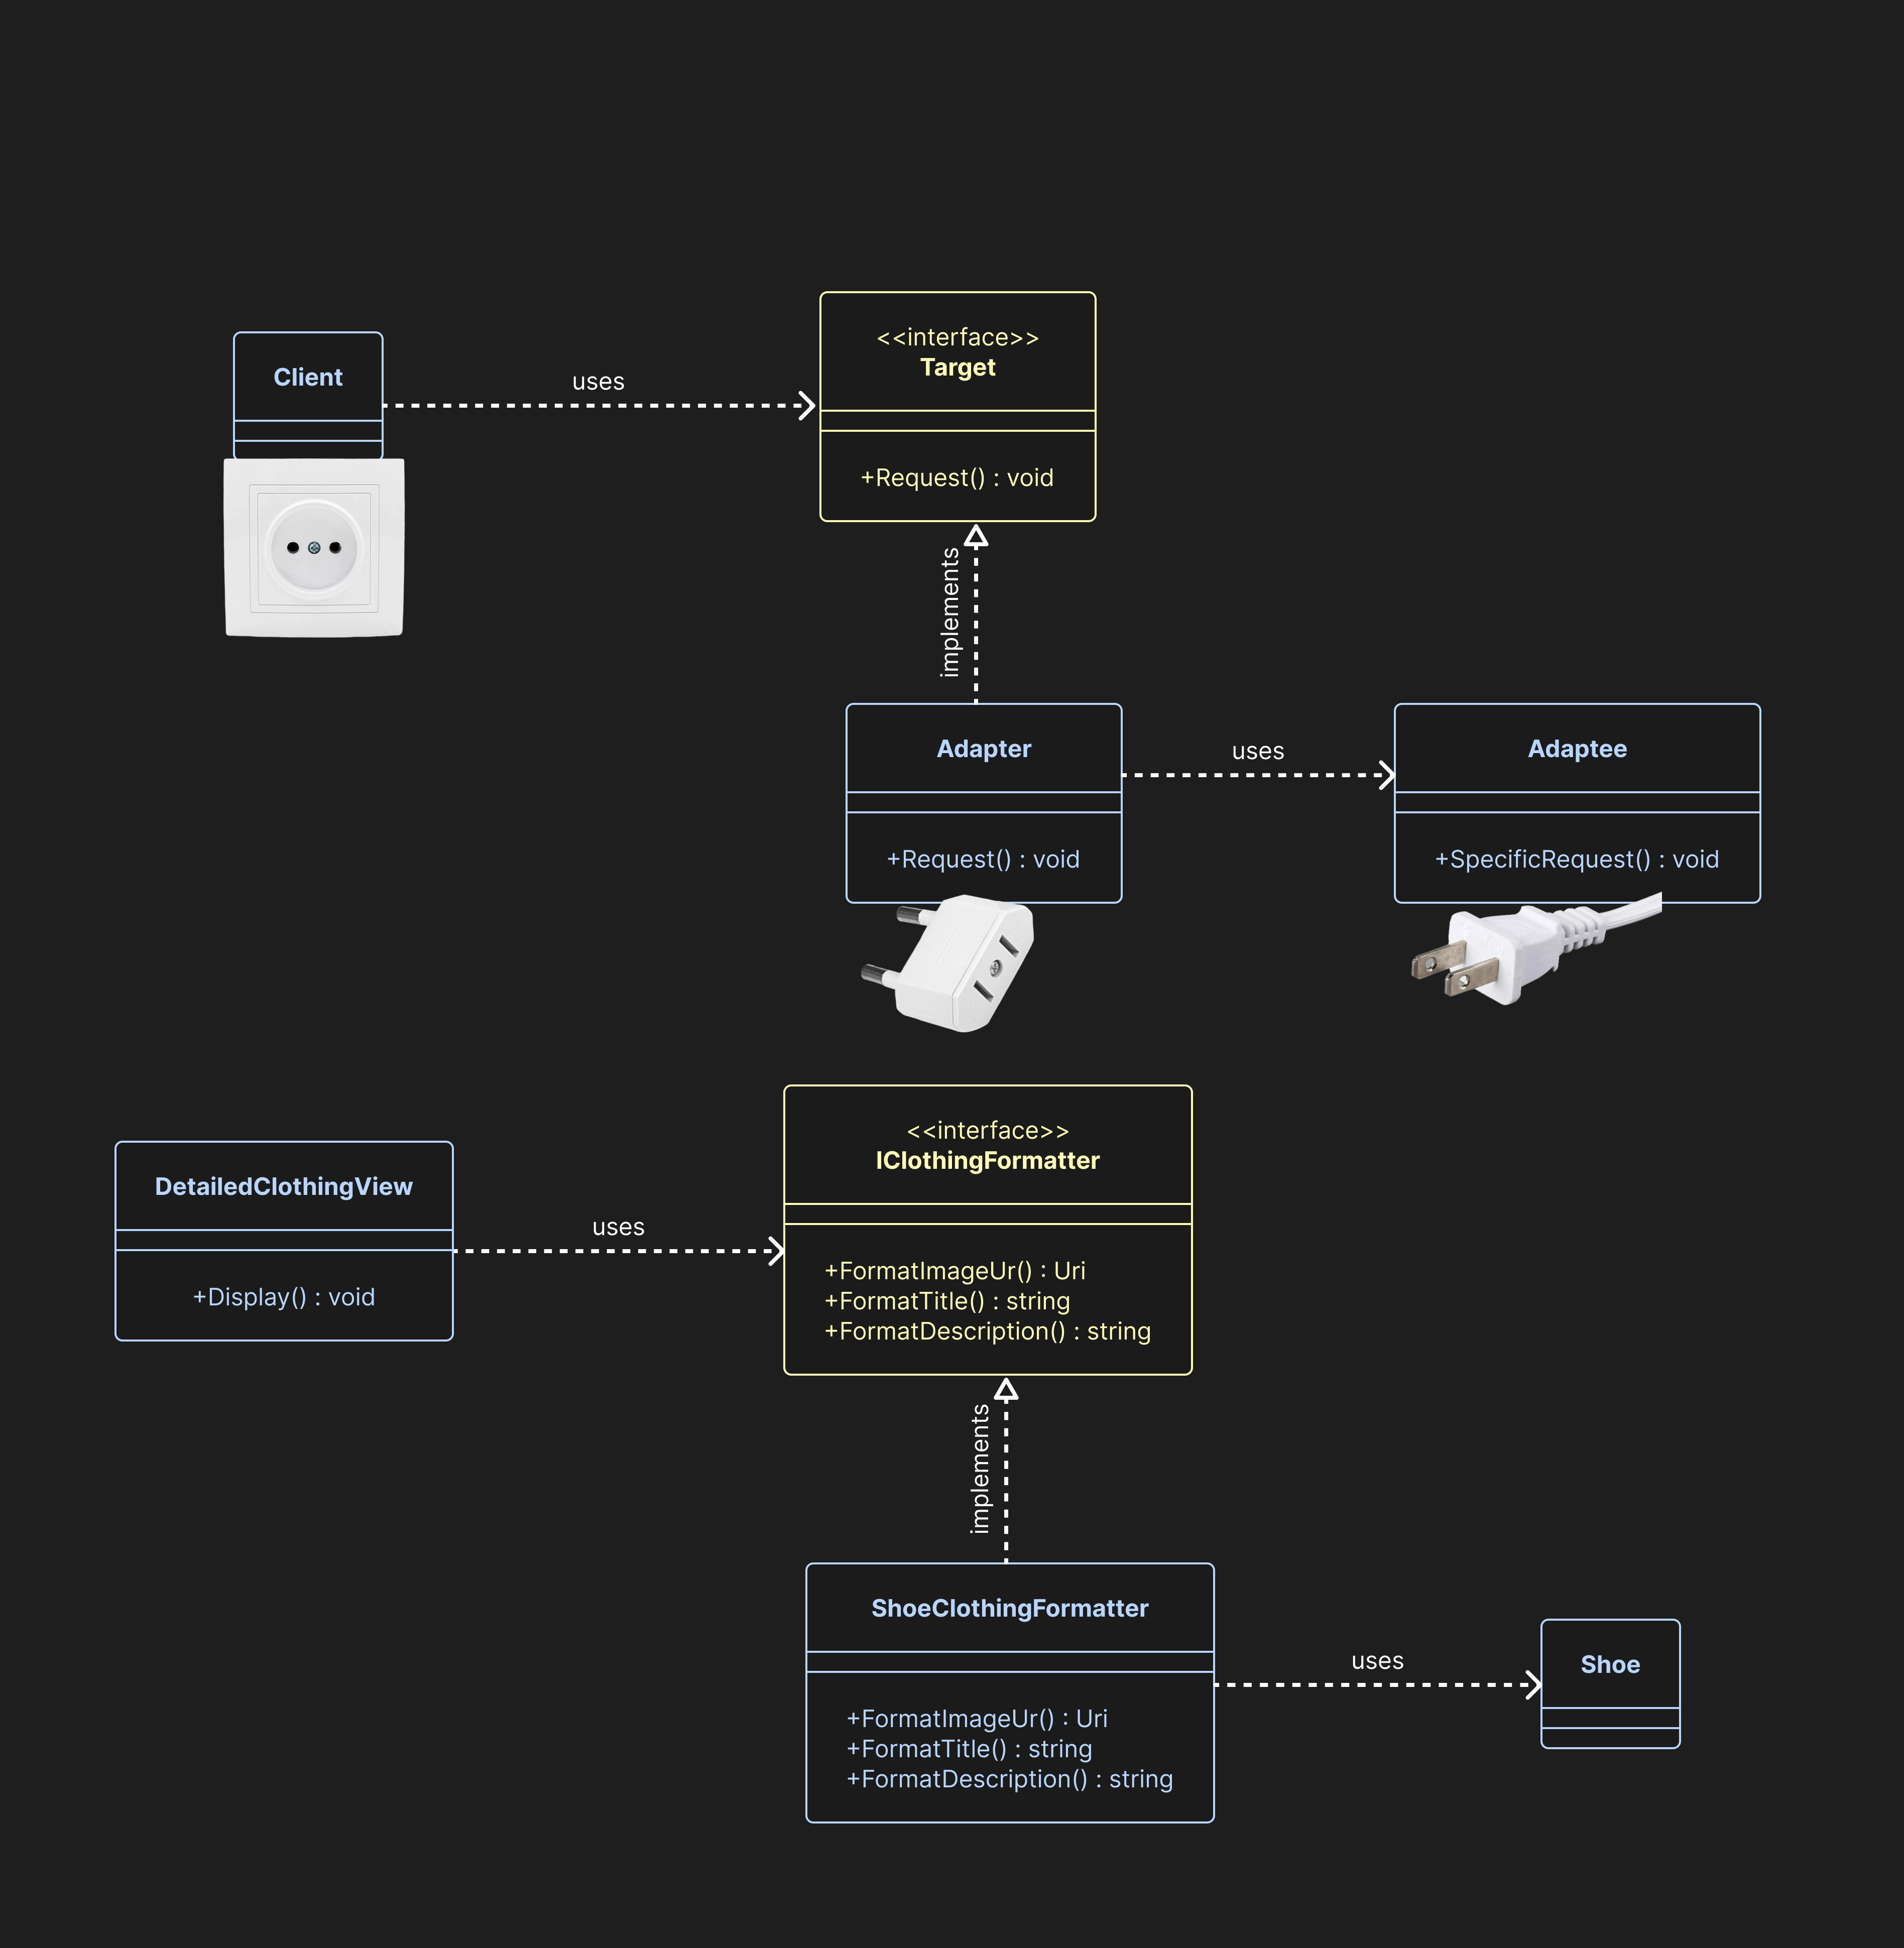 Client
uses
<<interface>>
Target
+Request() : void
implements
Adapter
+Request() : void
uses
Adaptee
+SpecificRequest() : void
DetailedClothingView
+Display() : void
uses
<<interface>>
IClothingFormatter
+FormatImageUr() : Uri
+FormatTitle() : string
+FormatDescription() : string
implements
ShoeClothingFormatter
+FormatImageUr() : Uri
+FormatTitle() : string
+FormatDescription() : string
uses
Shoe